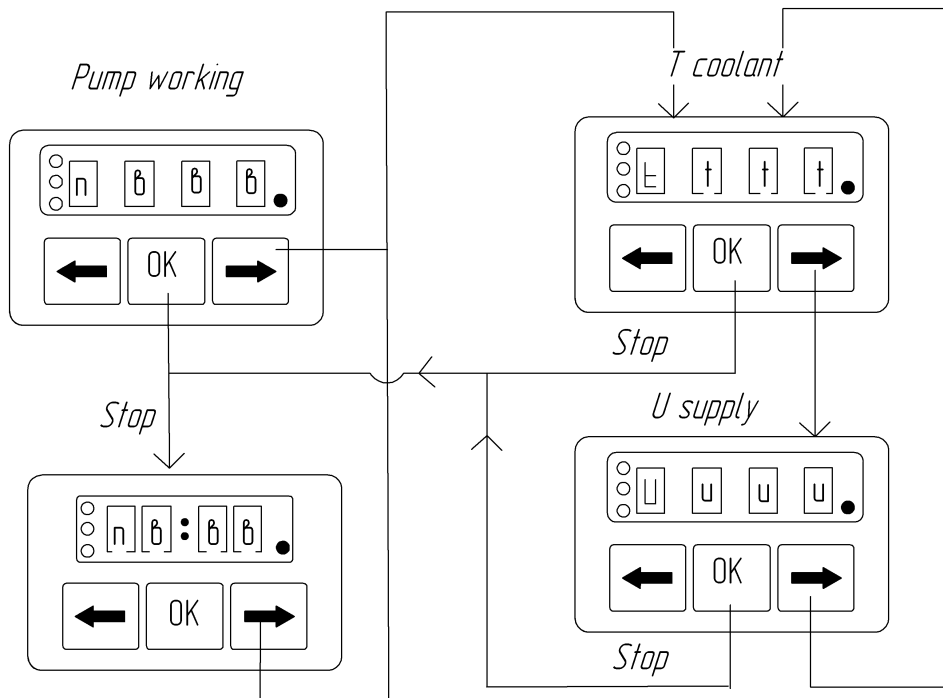 Pump working
T coolant
п в в в
t t t t
OK
OK
Stop
U supply
Stop
U u u u
п в : в в
OK
OK
Stop